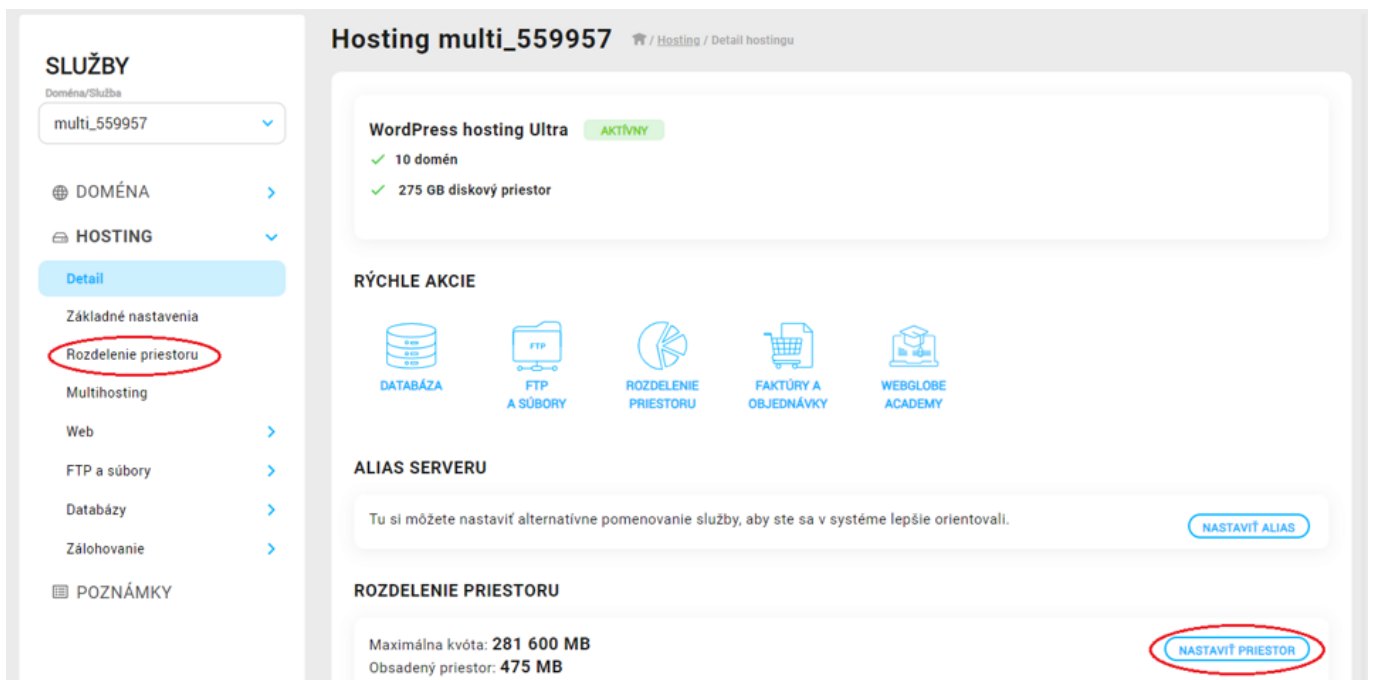 SLUŽBY
Doména/Služba
multi_559957
DOMÉNA
HOSTING
Detail
Základné nastavenia
Rozdelenie priestoru
Multihosting
Web
FTP a súbory
Databázy
Zálohovanie
POZNÁMKY
Hosting multi_559957 / Hosting / Detail hostingu
WordPress hosting Ultra AKTÍVNY
10 domén
275 GB diskový priestor
RÝCHLE AKCIE
DATABÁZA
FTP
FTP
A SÚBORY
ROZDELENIE
PRIESTORU
FAKTÚRY A
OBJEDNÁVKY
WEBGLOBE
ACADEMY
ALIAS SERVERU
Tu si môžete nastaviť alternatívne pomenovanie služby, aby ste sa v systéme lepšie orientovali.
NASTAVIŤ ALIAS
ROZDELENIE PRIESTORU
Maximálna kvóta: 281 600 MB
Obsadený priestor: 475 MB
NASTAVIŤ PRIESTOR